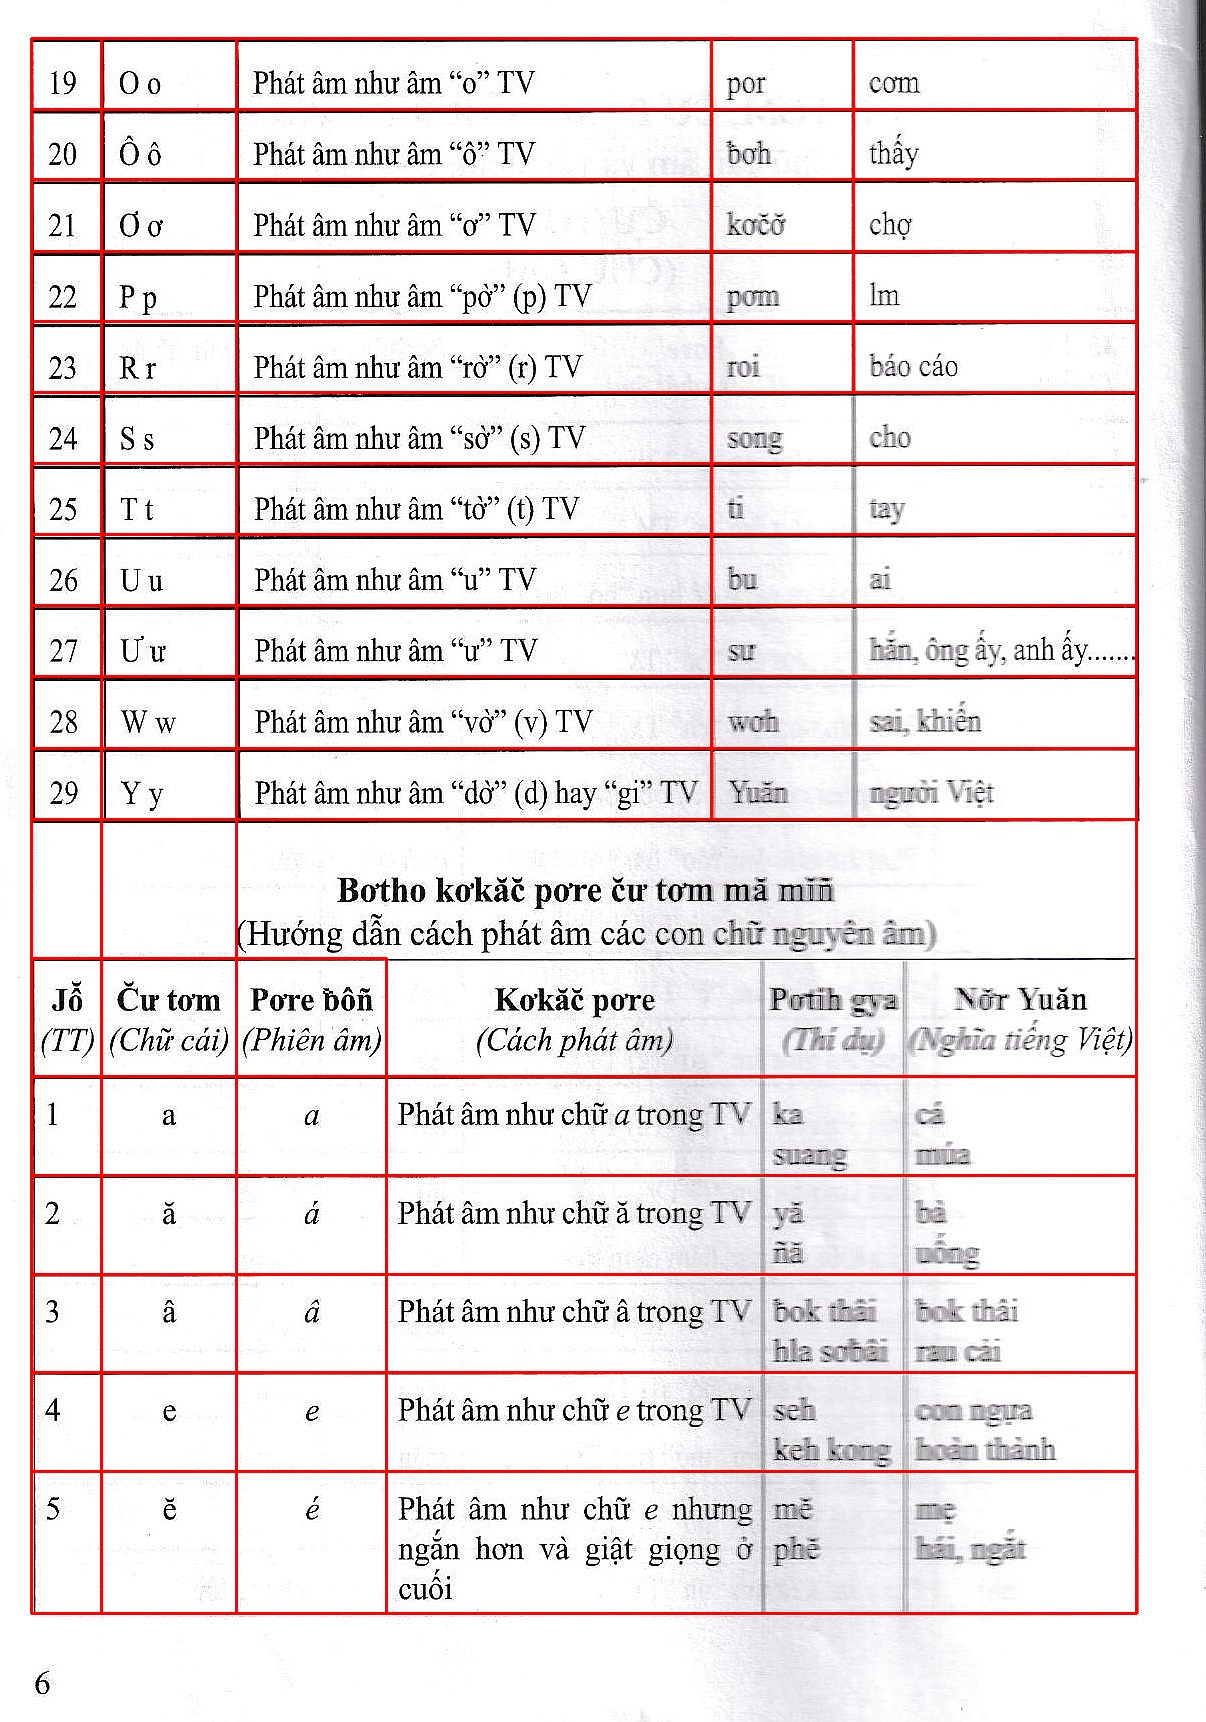 19 O o Phát âm như âm “o” TV por cơm
20 Ô ô Phát âm như âm “ô” TV ƀơh thấy
21 Ơ ơ Phát âm như âm “ơ” TV kơčơ̆ chợ
22 P p Phát âm như âm “pờ” (p) TV pơm lm
23 R r Phát âm như âm “rờ” (r) TV roi báo cáo
24 S s Phát âm như âm “sờ” (s) TV song cho
25 T t Phát âm như âm “tờ” (t) TV ti tay
26 U u Phát âm như âm “u” TV bu ai
27 Ư ư Phát âm như âm “ư” TV sư hắn, ông ấy, anh ấy.......
28 W w Phát âm như âm “vờ” (v) TV wơh sai, khiến
29 Y y Phát âm như âm “dờ” (d) hay “gi” TV Yuăn người Việt
Bơtho kơkăč pơre čư tơm mă mĭñ
(Hướng dẫn cách phát âm các con chữ nguyên âm)
Jô̆ Čư tơm Pơre ƀôñ Kơkăč pơre Pơtih gya Nơ̆r Yuăn
(TT) (Chữ cái) (Phiên âm) (Cách phát âm) (Thí dụ) (Nghĩa tiếng Việt)
1 a a Phát âm như chữ a trong TV ka cá
suang múa
2 ă á Phát âm như chữ ă trong TV yă bà
ñă uống
3 â â Phát âm như chữ â trong TV ƀok thâi ƀok thâi
hla sơƀâi rau cải
4 e e Phát âm như chữ e trong TV seh con ngựa
keh kong hoàn thành
5 ĕ é Phát âm như chữ e nhưng mĕ mẹ
ngắn hơn và giật giọng ở phĕ hái, ngắt
cuối
6